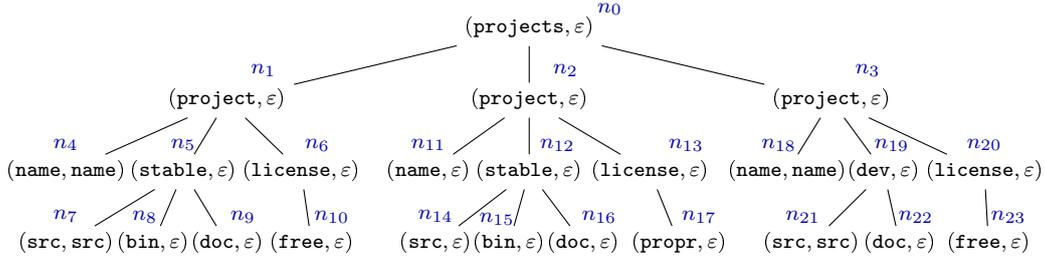 n0
(projects, ε)
n1 n2 n3
(project, ε) (project, ε) (project, ε)
n4 n5 n6 n11 n12 n13 n18 n19 n20
(name, name) (stable, ε) (license, ε) (name, ε) (stable, ε) (license, ε) (name, name) (dev, ε) (license, ε)
n7 n8 n9 n10 n14 n15 n16 n17 n21 n22 n23
(src, src) (bin, ε) (doc, ε) (free, ε) (src, ε) (bin, ε) (doc, ε) (propr, ε) (src, src) (doc, ε) (free, ε)